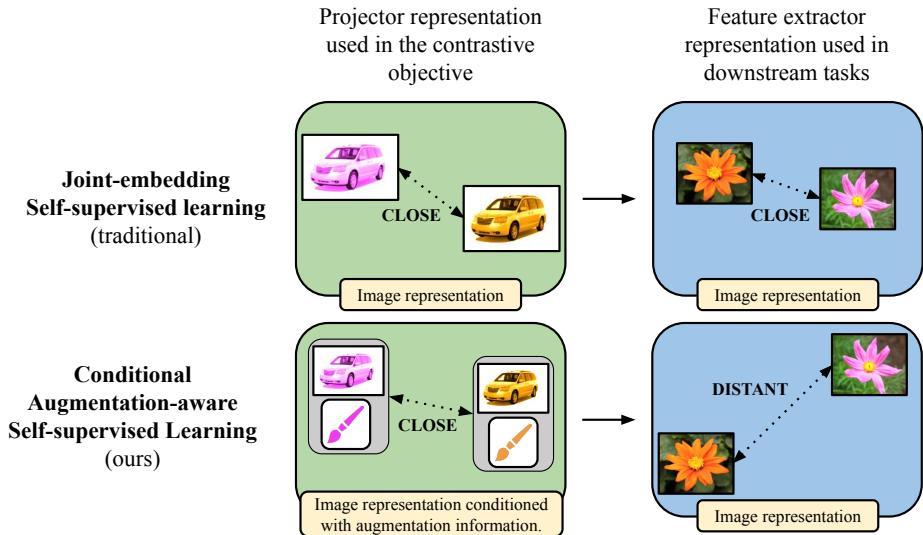 Projector representation
used in the contrastive
objective
Feature extractor
representation used in
downstream tasks
Joint-embedding
Self-supervised learning
(traditional)
CLOSE
Image representation
CLOSE
Image representation
Conditional
Augmentation-aware
Self-supervised Learning
(ours)
CLOSE
Image representation conditioned
with augmentation information.
DISTANT
Image representation